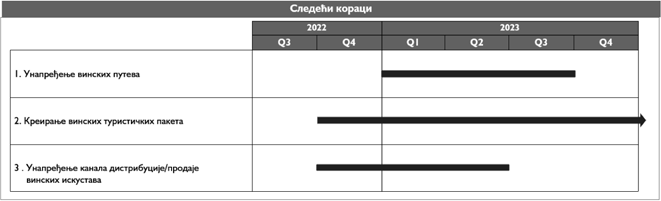 Следећи кораци
2022 2023
Q3 Q4 Q1 Q2 Q3 Q4
1. Унапређење винских путева
2. Креирање винских туристичких пакета
3 . Унапређење канала дистрибуције/продаје
винских искустава